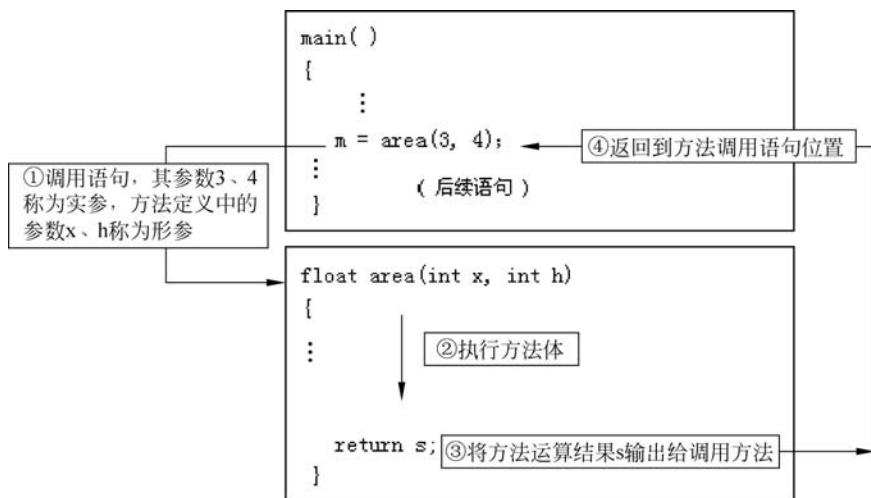 main( )
{
⋮
m = area(3, 4);
④返回到方法调用语句位置
⋮
( 后续语句 )
}
①调用语句，其参数3、4
称为实参，方法定义中的
参数x、h称为形参
float area(int x, int h)
{
⋮
②执行方法体
return s;
③将方法运算结果s输出给调用方法
}